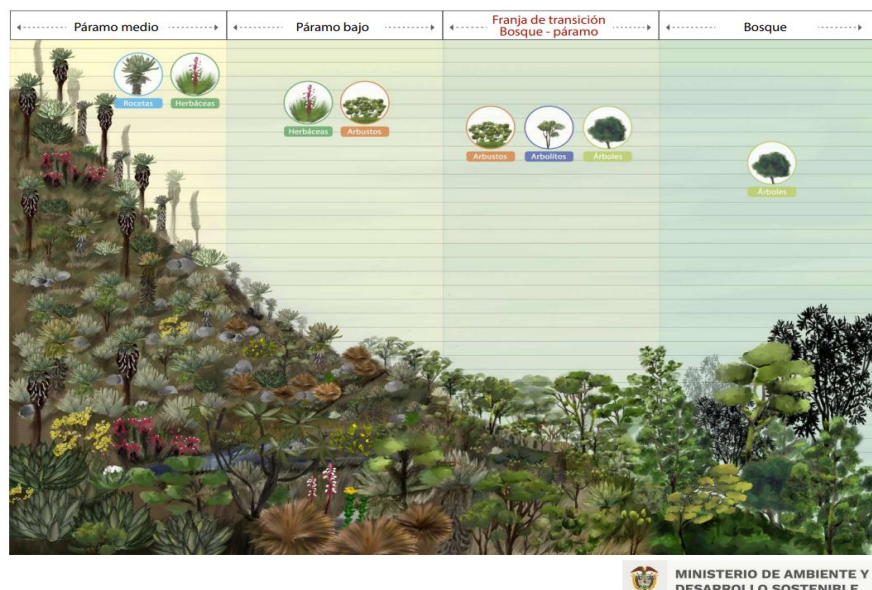 Páramo medio
Páramo bajo
Franja de transición
Bosque - páramo
Bosque
Rocetas
Herbáceas
Herbáceas
Arbustos
Arbustos
Arbolitos
Árboles
Árboles
MINISTERIO DE AMBIENTE Y
DESARROLLO SOSTENIBLE